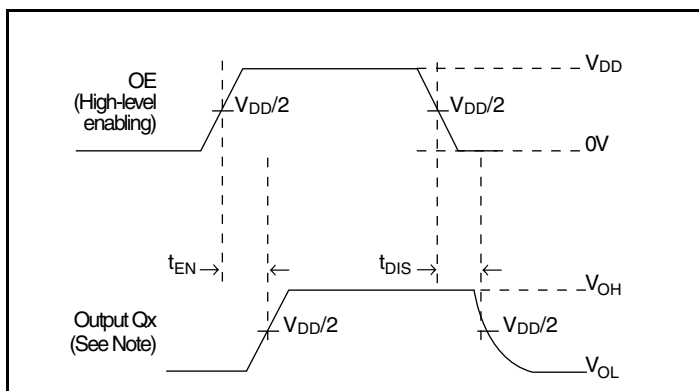 V_DD
OE
(High-level
enabling)
V_DD/2
V_DD/2
0V
t_EN
t_DIS
V_OH
Output Qx
(See Note)
V_DD/2
V_DD/2
V_OL